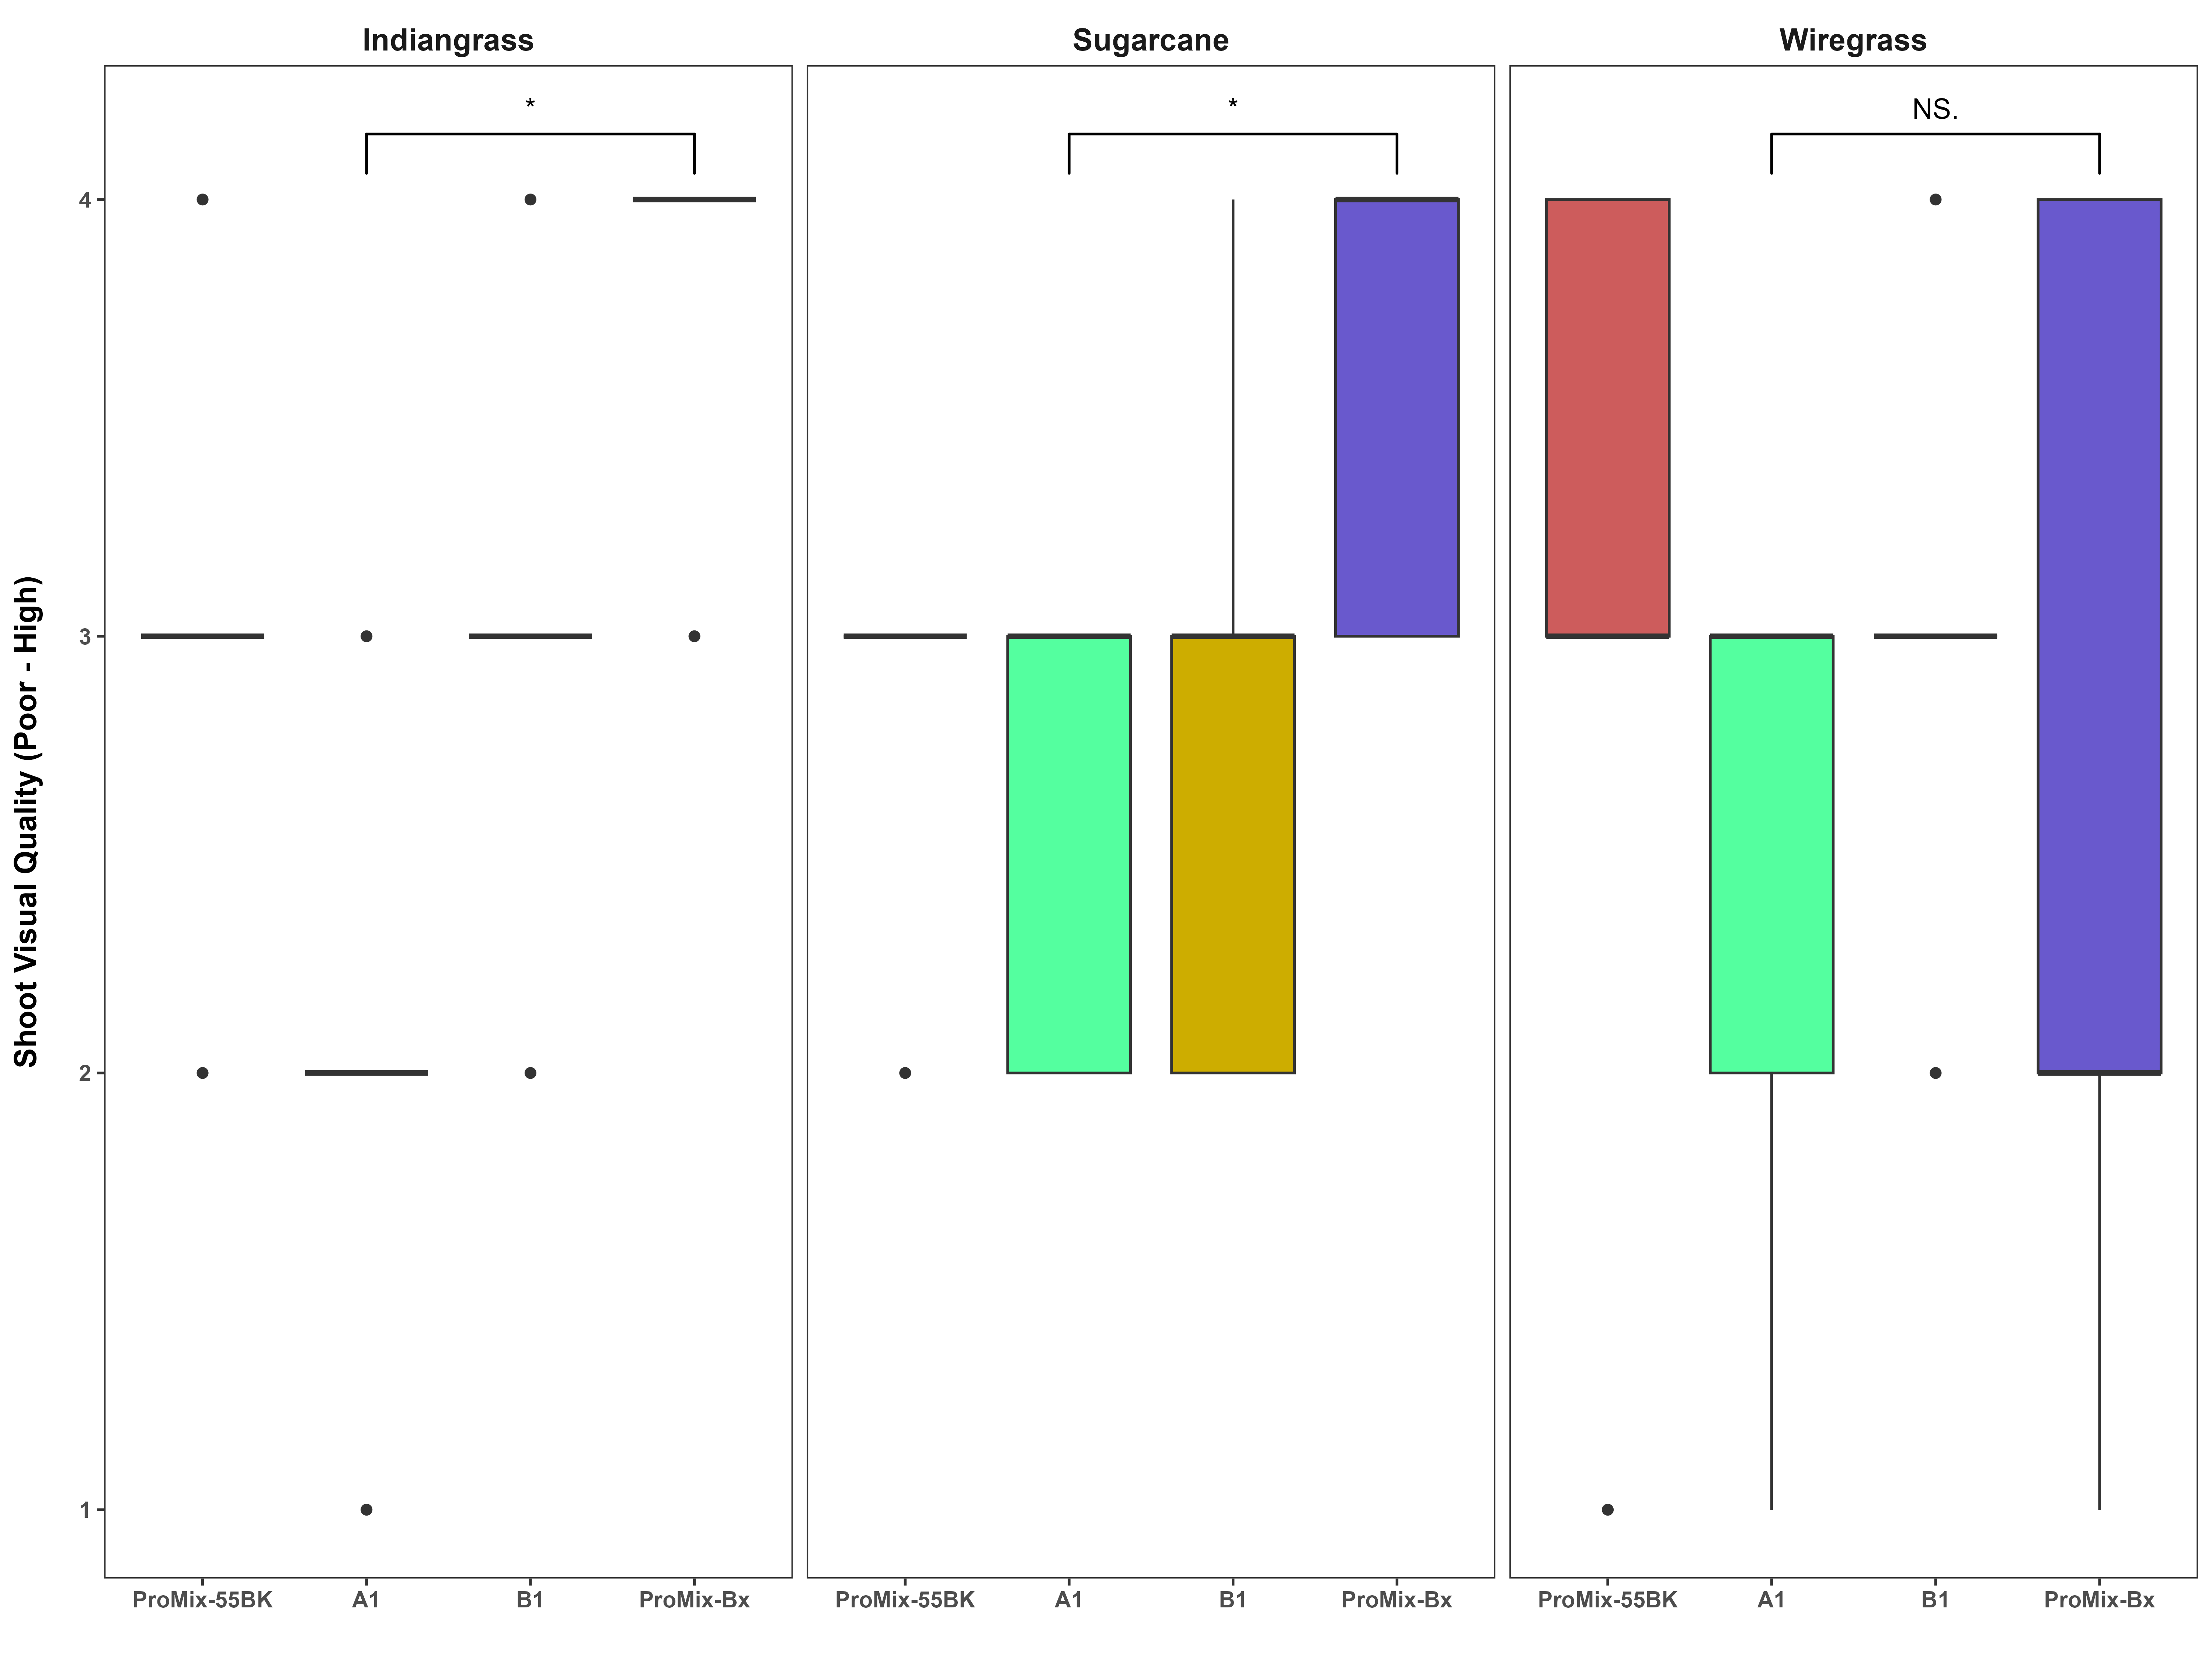 Indiangrass
Sugarcane
Wiregrass
*
*
NS.
Shoot Visual Quality (Poor - High)
4
3
2
1
ProMix-55BK A1 B1 ProMix-Bx
ProMix-55BK A1 B1 ProMix-Bx
ProMix-55BK A1 B1 ProMix-Bx